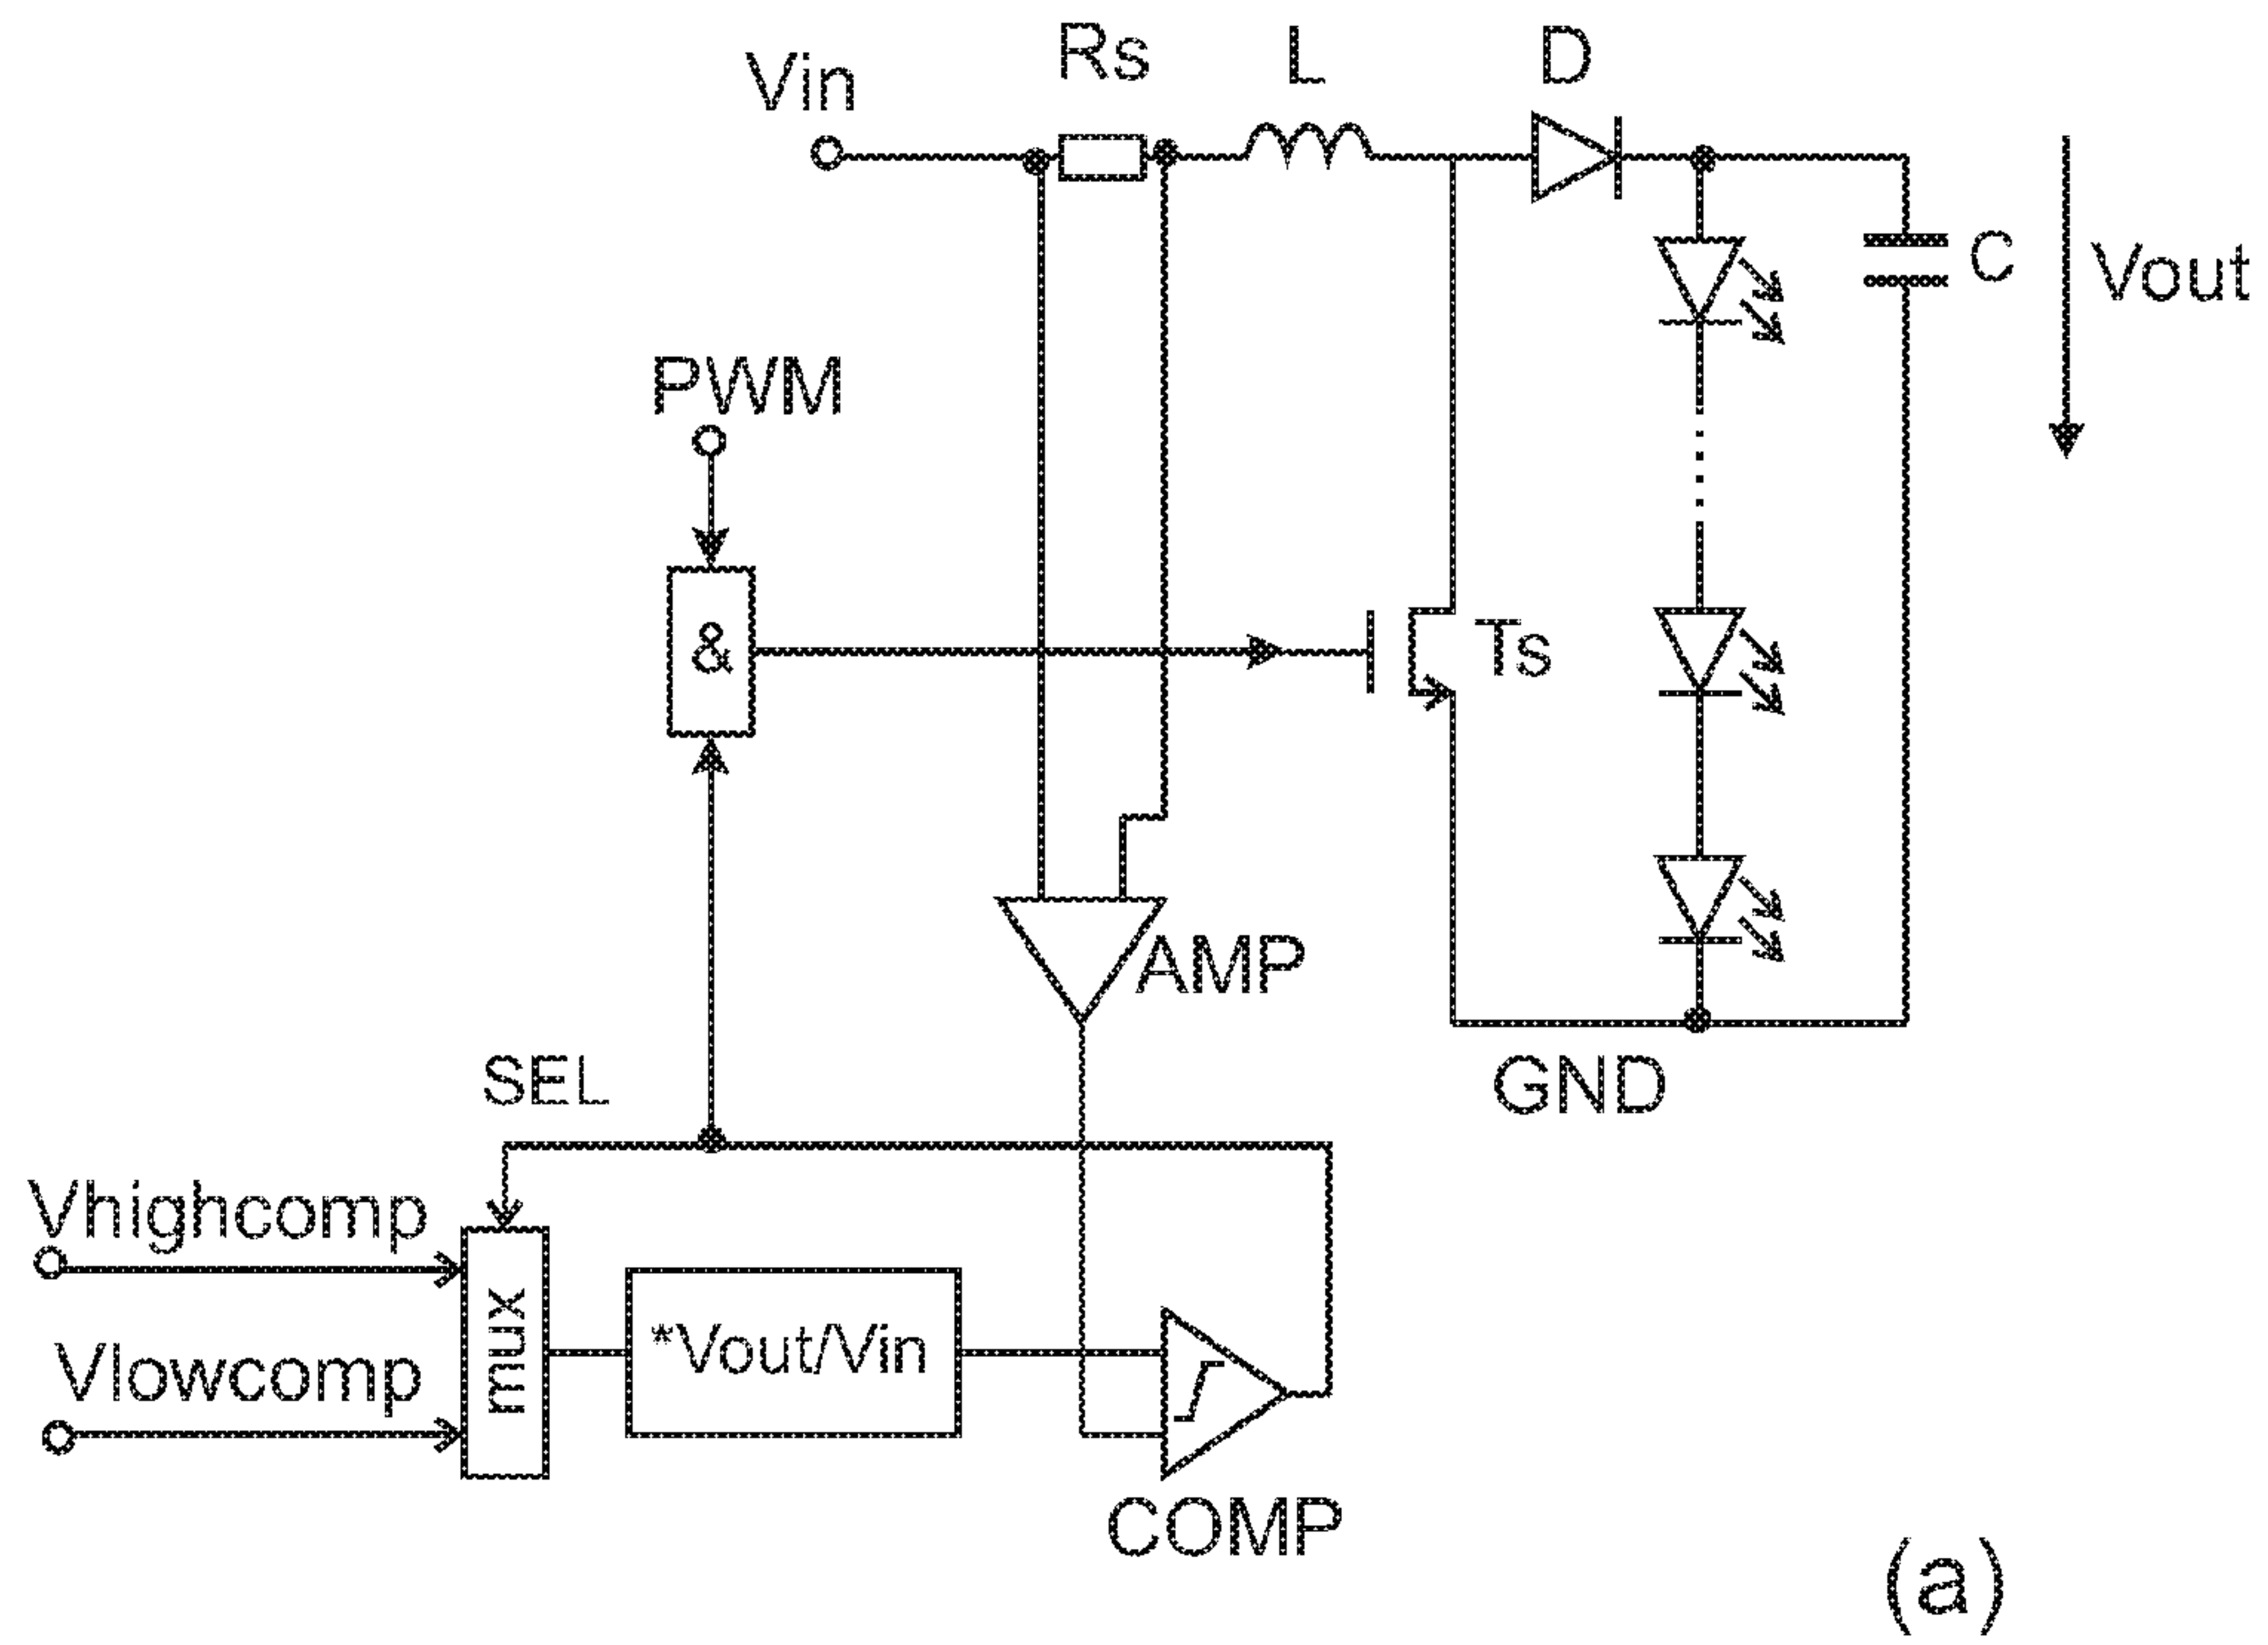 Vin
Rs
L
D
C
Vout
PWM
&
Ts
AMP
SEL
GND
Vhighcomp
Vlowcomp
mux
*Vout/Vin
COMP
(a)